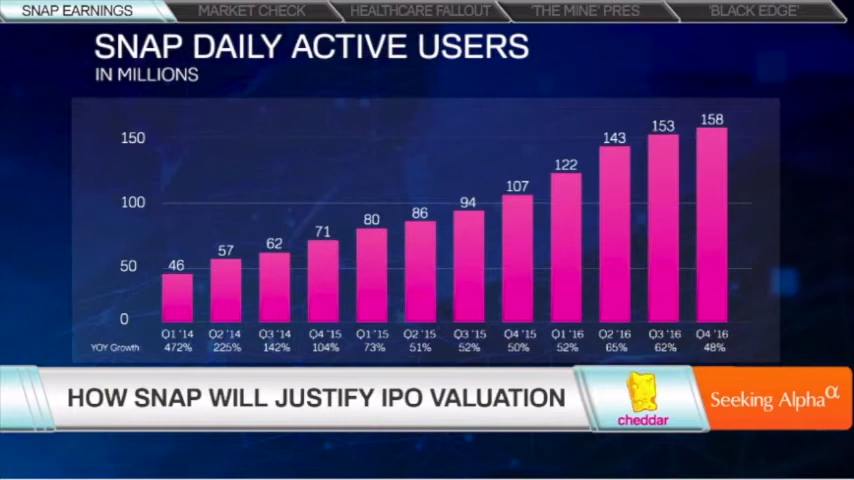 SNAP EARNINGS MARKET CHECK HEALTHCARE FALLOUT 'THE MINE' PRES 'BLACK EDGE'
SNAP DAILY ACTIVE USERS
IN MILLIONS
150
100
50
0
46 57 62 71 80 86 94 107 122 143 153 158
Q1 '14 Q2 '14 Q3 '14 Q4 '15 Q1 '15 Q2 '15 Q3 '15 Q4 '15 Q1 '16 Q2 '16 Q3 '16 Q4 '16
YOY Growth 472% 225% 142% 104% 73% 51% 52% 50% 52% 65% 62% 48%
HOW SNAP WILL JUSTIFY IPO VALUATION
cheddar
Seeking Alphaα